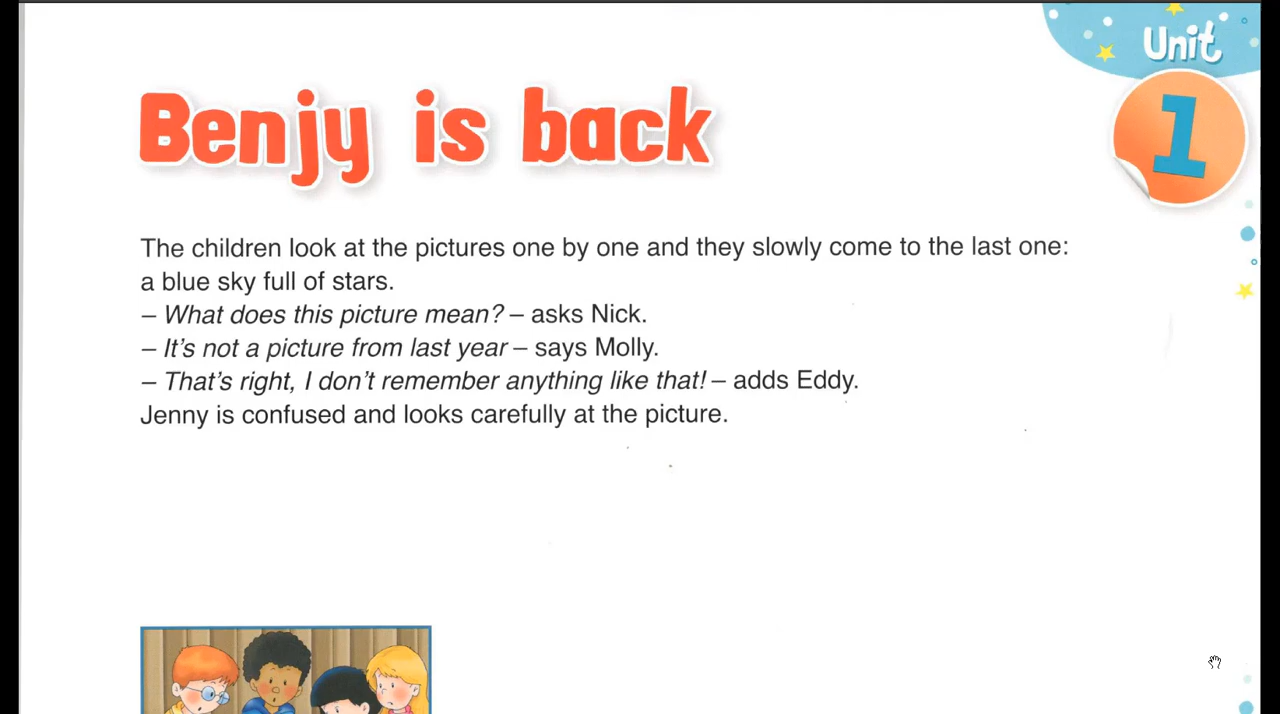 Unit
1
Benjy is back
The children look at the pictures one by one and they slowly come to the last one:
a blue sky full of stars.
– What does this picture mean? – asks Nick.
– It's not a picture from last year – says Molly.
– That's right, I don't remember anything like that! – adds Eddy.
Jenny is confused and looks carefully at the picture.